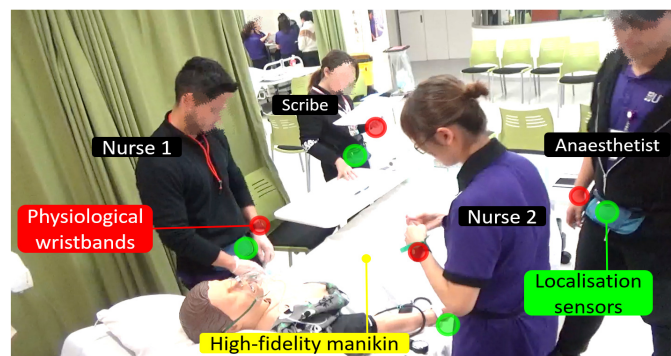 Scribe
Nurse 1
Anaesthetist
Physiological
wristbands
Nurse 2
Localisation
sensors
High-fidelity manikin